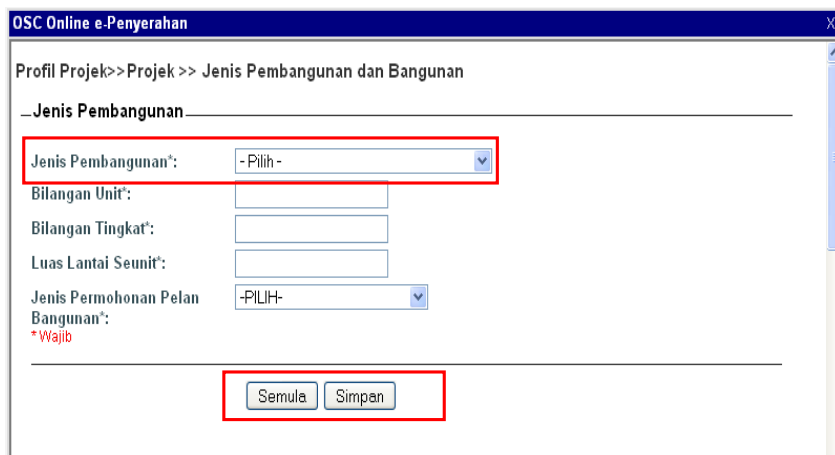 OSC Online e-Penyerahan X
Profil Projek>>Projek >> Jenis Pembangunan dan Bangunan
Jenis Pembangunan
Jenis Pembangunan*: - Pilih -
Bilangan Unit*:
Bilangan Tingkat*:
Luas Lantai Seunit*:
Jenis Permohonan Pelan -PILIH-
Bangunan*:
* Wajib
Semula Simpan